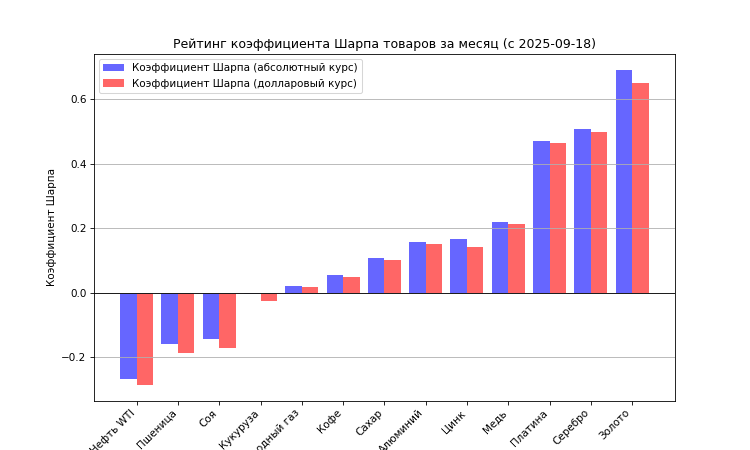 Рейтинг коэффициента Шарпа товаров за месяц (с 2025-09-18)
Коэффициент Шарпа (абсолютный курс)
Коэффициент Шарпа (долларовый курс)
Коэффициент Шарпа
0.6
0.4
0.2
0.0
−0.2
Нефть WTI
Пшеница
Соя
Кукуруза
одный газ
Кофе
Сахар
Алюминий
Цинк
Медь
Платина
Серебро
Золото